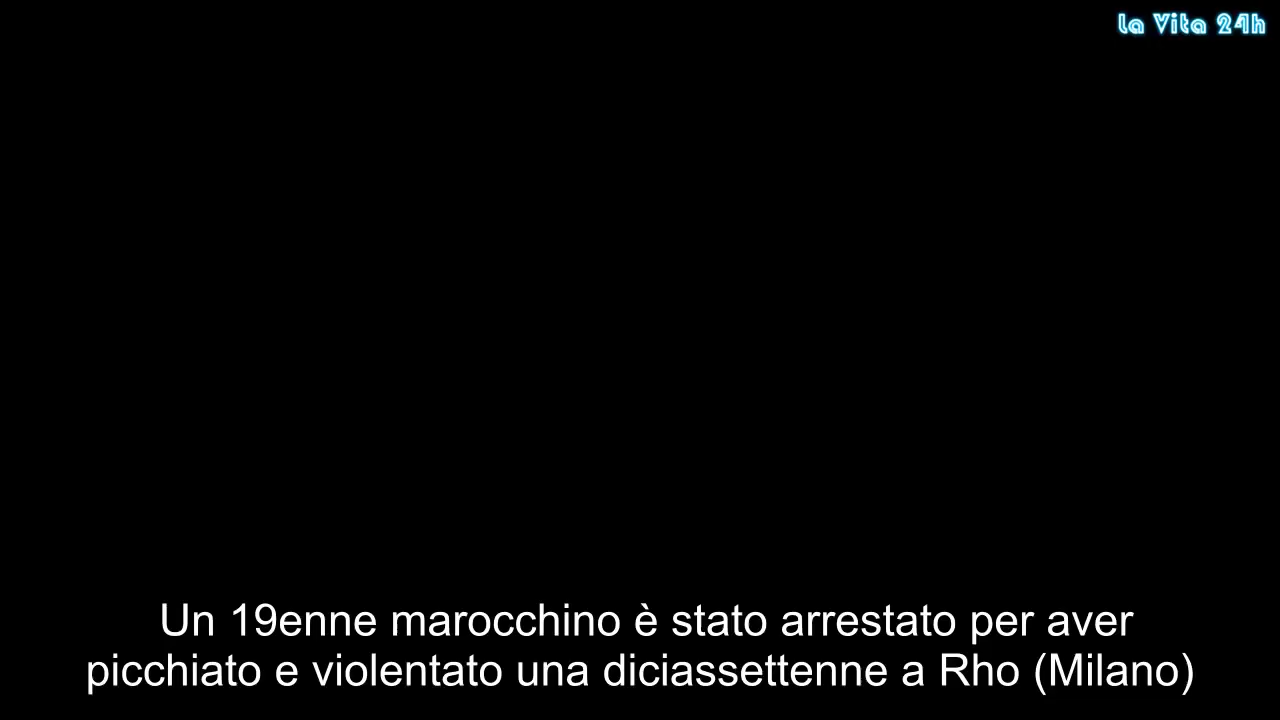 La Vita 24h
Un 19enne marocchino è stato arrestato per aver
picchiato e violentato una diciassettenne a Rho (Milano)